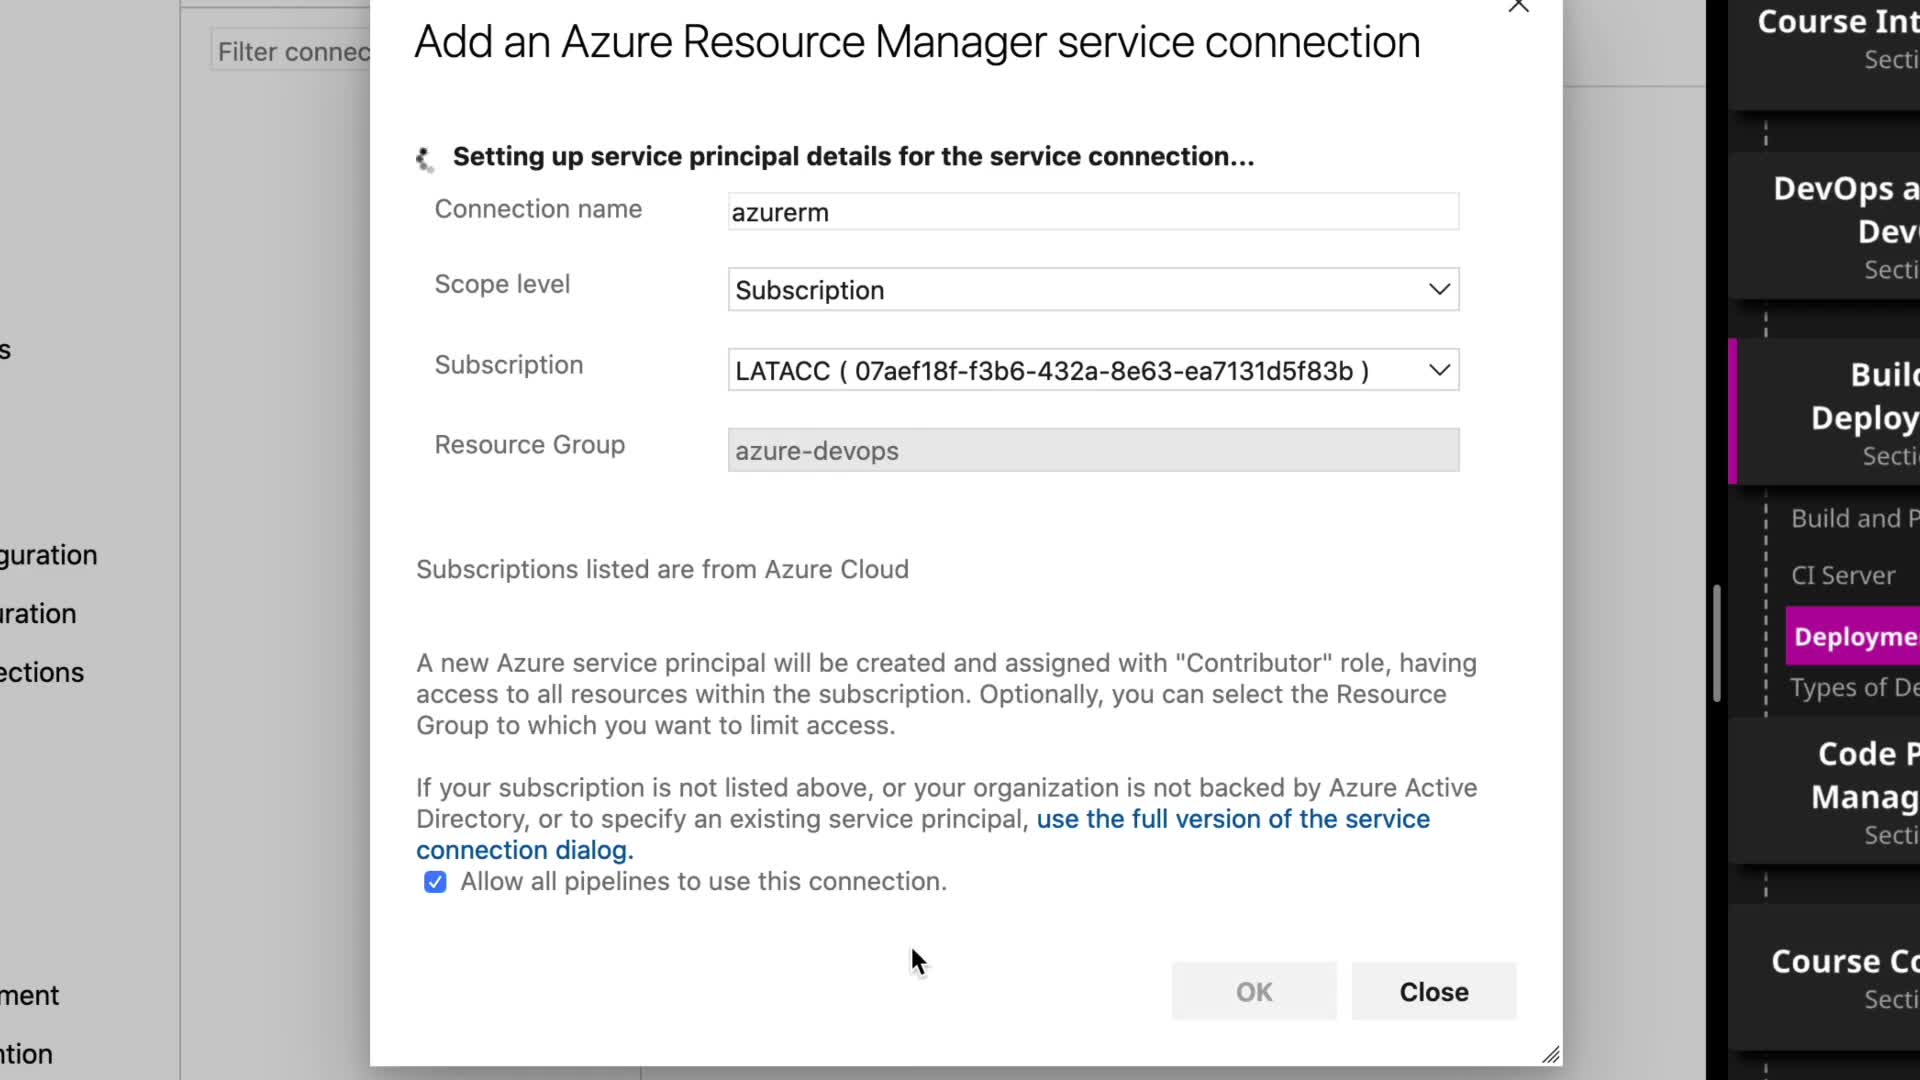 Filter connec
s
guration
uration
ections
ment
ntion
Add an Azure Resource Manager service connection
Setting up service principal details for the service connection...
Connection name
azurerm
Scope level
Subscription
Subscription
LATACC ( 07aef18f-f3b6-432a-8e63-ea7131d5f83b )
Resource Group
azure-devops
Subscriptions listed are from Azure Cloud
A new Azure service principal will be created and assigned with "Contributor" role, having
access to all resources within the subscription. Optionally, you can select the Resource
Group to which you want to limit access.
If your subscription is not listed above, or your organization is not backed by Azure Active
Directory, or to specify an existing service principal, use the full version of the service
connection dialog.
Allow all pipelines to use this connection.
OK
Close
Course Int
Secti
DevOps a
Dev
Secti
Build
Deploy
Secti
Build and P
CI Server
Deployme
Types of De
Code P
Manag
Secti
Course Co
Secti